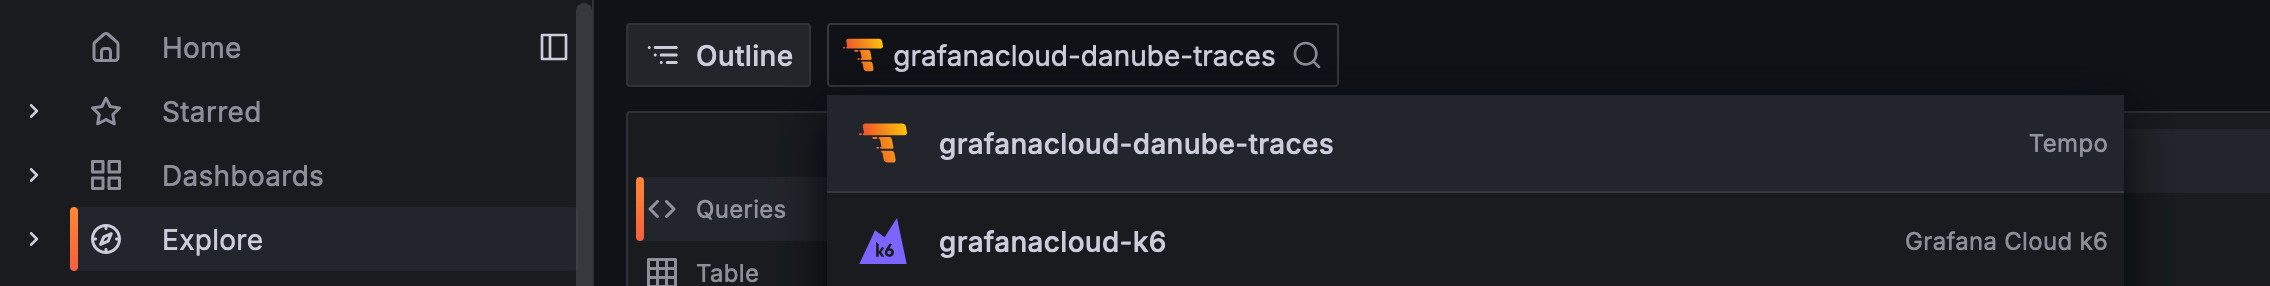 Home
Starred
Dashboards
Explore
Outline
grafanacloud-danube-traces
grafanacloud-danube-traces
Tempo
Queries
grafanacloud-k6
Grafana Cloud k6
k6
Table